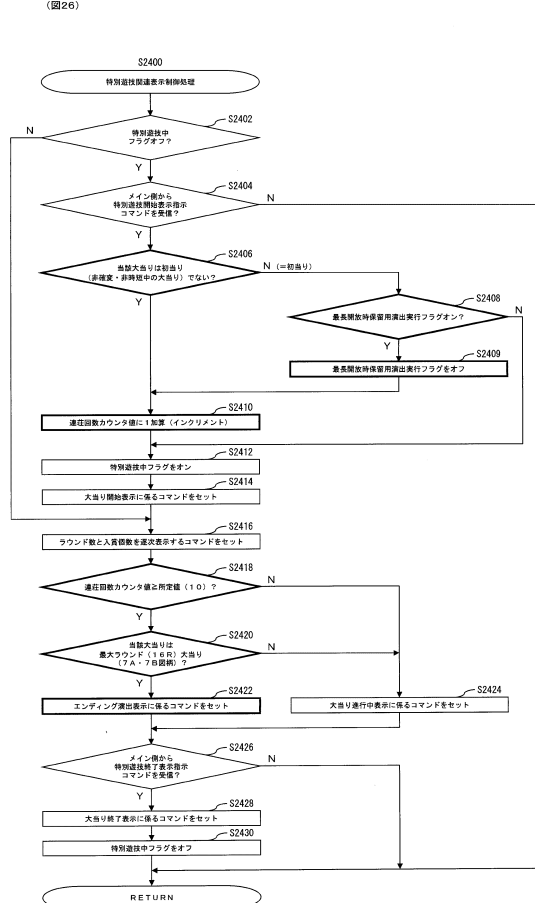 (図26)
S2400
特別遊技関連表示制御処理
S2402
N
特別遊技中
フラグオフ?
Y
S2404
メイン側から
特別遊技開始表示指示
コマンドを受信?
N
Y
S2406
当該大当りは初当り
(非確変・非時短中の大当り)でない?
N (=初当り)
Y
S2408
最長開放時保留用演出実行フラグオン?
N
Y
S2409
最長開放時保留用演出実行フラグをオフ
S2410
連荘回数カウンタ値に1加算(インクリメント)
S2412
特別遊技中フラグをオン
S2414
大当り開始表示に係るコマンドをセット
S2416
ラウンド数と入賞個数を逐次表示するコマンドをセット
S2418
連荘回数カウンタ値≧所定値(10)?
N
Y
S2420
当該大当りは
最大ラウンド(16R)大当り
(7A・7B図柄)?
N
Y
S2422
エンディング演出表示に係るコマンドをセット
S2424
大当り進行中表示に係るコマンドをセット
S2426
メイン側から
特別遊技終了表示指示
コマンドを受信?
N
Y
S2428
大当り終了表示に係るコマンドをセット
S2430
特別遊技中フラグをオフ
RETURN